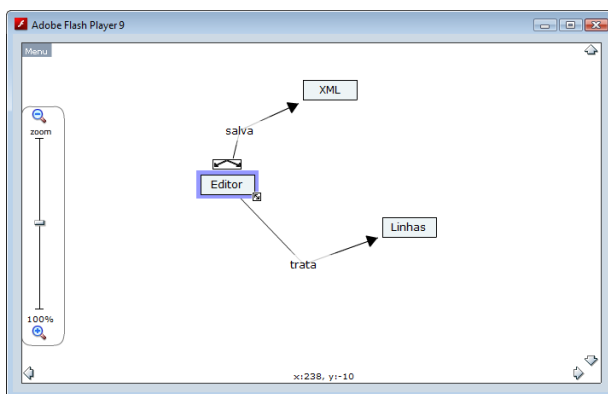 Adobe Flash Player 9
Menu
XML
zoom
salva
Editor
Linhas
trata
100%
x:238, y:-10